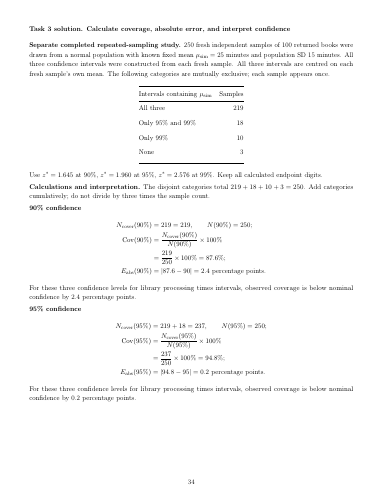 Task 3 solution. Calculate coverage, absolute error, and interpret confidence
Separate completed repeated-sampling study. 250 fresh independent samples of 100 returned books were
drawn from a normal population with known fixed mean μsim = 25 minutes and population SD 15 minutes. All
three confidence intervals were constructed from each fresh sample. All three intervals are centred on each
fresh sample's own mean. The following categories are mutually exclusive; each sample appears once.
Intervals containing μsim Samples
All three 219
Only 95% and 99% 18
Only 99% 10
None 3
Use z* = 1.645 at 90%, z* = 1.960 at 95%, z* = 2.576 at 99%. Keep all calculated endpoint digits.
Calculations and interpretation. The disjoint categories total 219 + 18 + 10 + 3 = 250. Add categories
cumulatively; do not divide by three times the sample count.
90% confidence
Ncover(90%) = 219 = 219, N(90%) = 250;
Cov(90%) = Ncover(90%) / N(90%) × 100%
= 219 / 250 × 100% = 87.6%;
Eabs(90%) = |87.6 − 90| = 2.4 percentage points.
For these three confidence levels for library processing times intervals, observed coverage is below nominal
confidence by 2.4 percentage points.
95% confidence
Ncover(95%) = 219 + 18 = 237, N(95%) = 250;
Cov(95%) = Ncover(95%) / N(95%) × 100%
= 237 / 250 × 100% = 94.8%;
Eabs(95%) = |94.8 − 95| = 0.2 percentage points.
For these three confidence levels for library processing times intervals, observed coverage is below nominal
confidence by 0.2 percentage points.
34